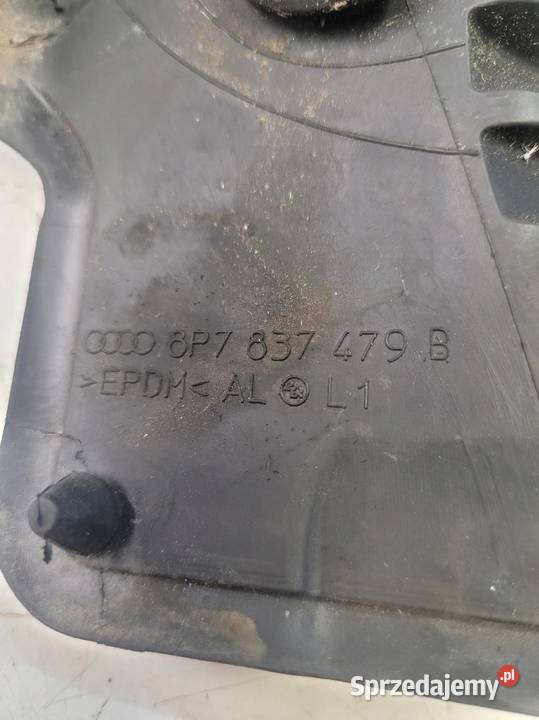 8P7 837 479 B
>EPDM< AL L1
Sprzedajemy.pl